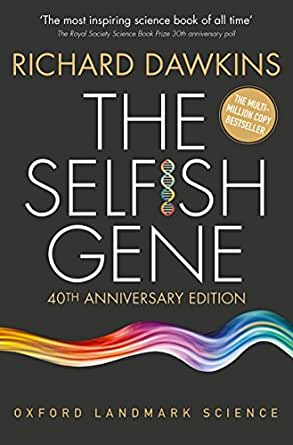 ‘The most inspiring science book of all time’
The Royal Society Science Book Prize 30th anniversary poll
RICHARD DAWKINS
THE
SELFISH
GENE
THE MULTI-
MILLION COPY
BESTSELLER
40TH ANNIVERSARY EDITION
OXFORD LANDMARK SCIENCE